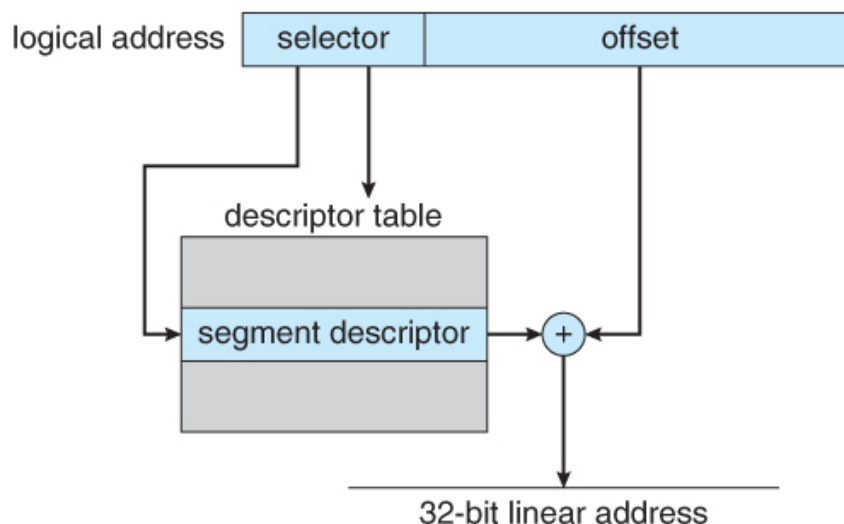 logical address selector offset
descriptor table
segment descriptor +
32-bit linear address